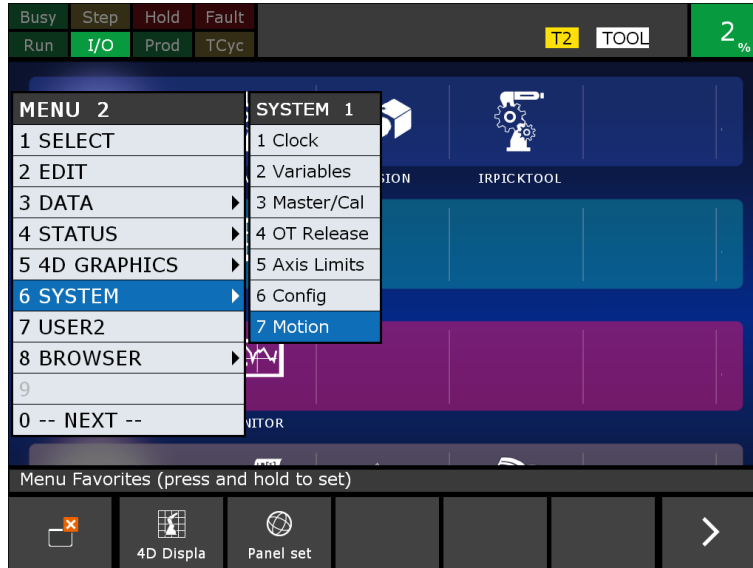 Busy Step Hold Fault
Run I/O Prod TCyc
T2 TOOL
2 %
MENU 2
1 SELECT
2 EDIT
3 DATA
4 STATUS
5 4D GRAPHICS
6 SYSTEM
7 USER2
8 BROWSER
9
0 -- NEXT --
SYSTEM 1
1 Clock
2 Variables
3 Master/Cal
4 OT Release
5 Axis Limits
6 Config
7 Motion
IRPICKTOOL
Menu Favorites (press and hold to set)
4D Displa
Panel set